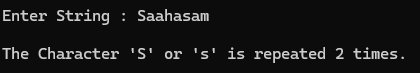 Enter String : Saahasam
The Character 'S' or 's' is repeated 2 times.